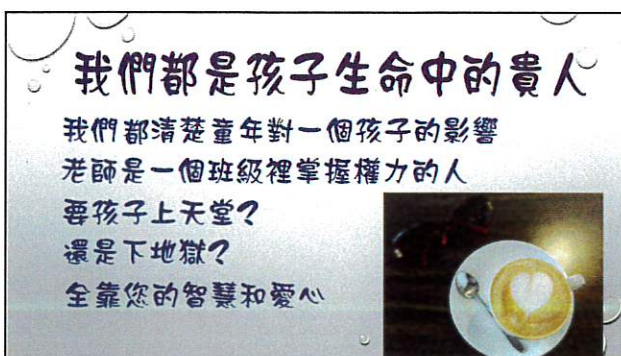 我們都是孩子生命中的貴人
我們都清楚童年對一個孩子的影響
老師是一個班級裡掌握權力的人
要孩子上天堂?
還是下地獄?
全靠您的智慧和愛心